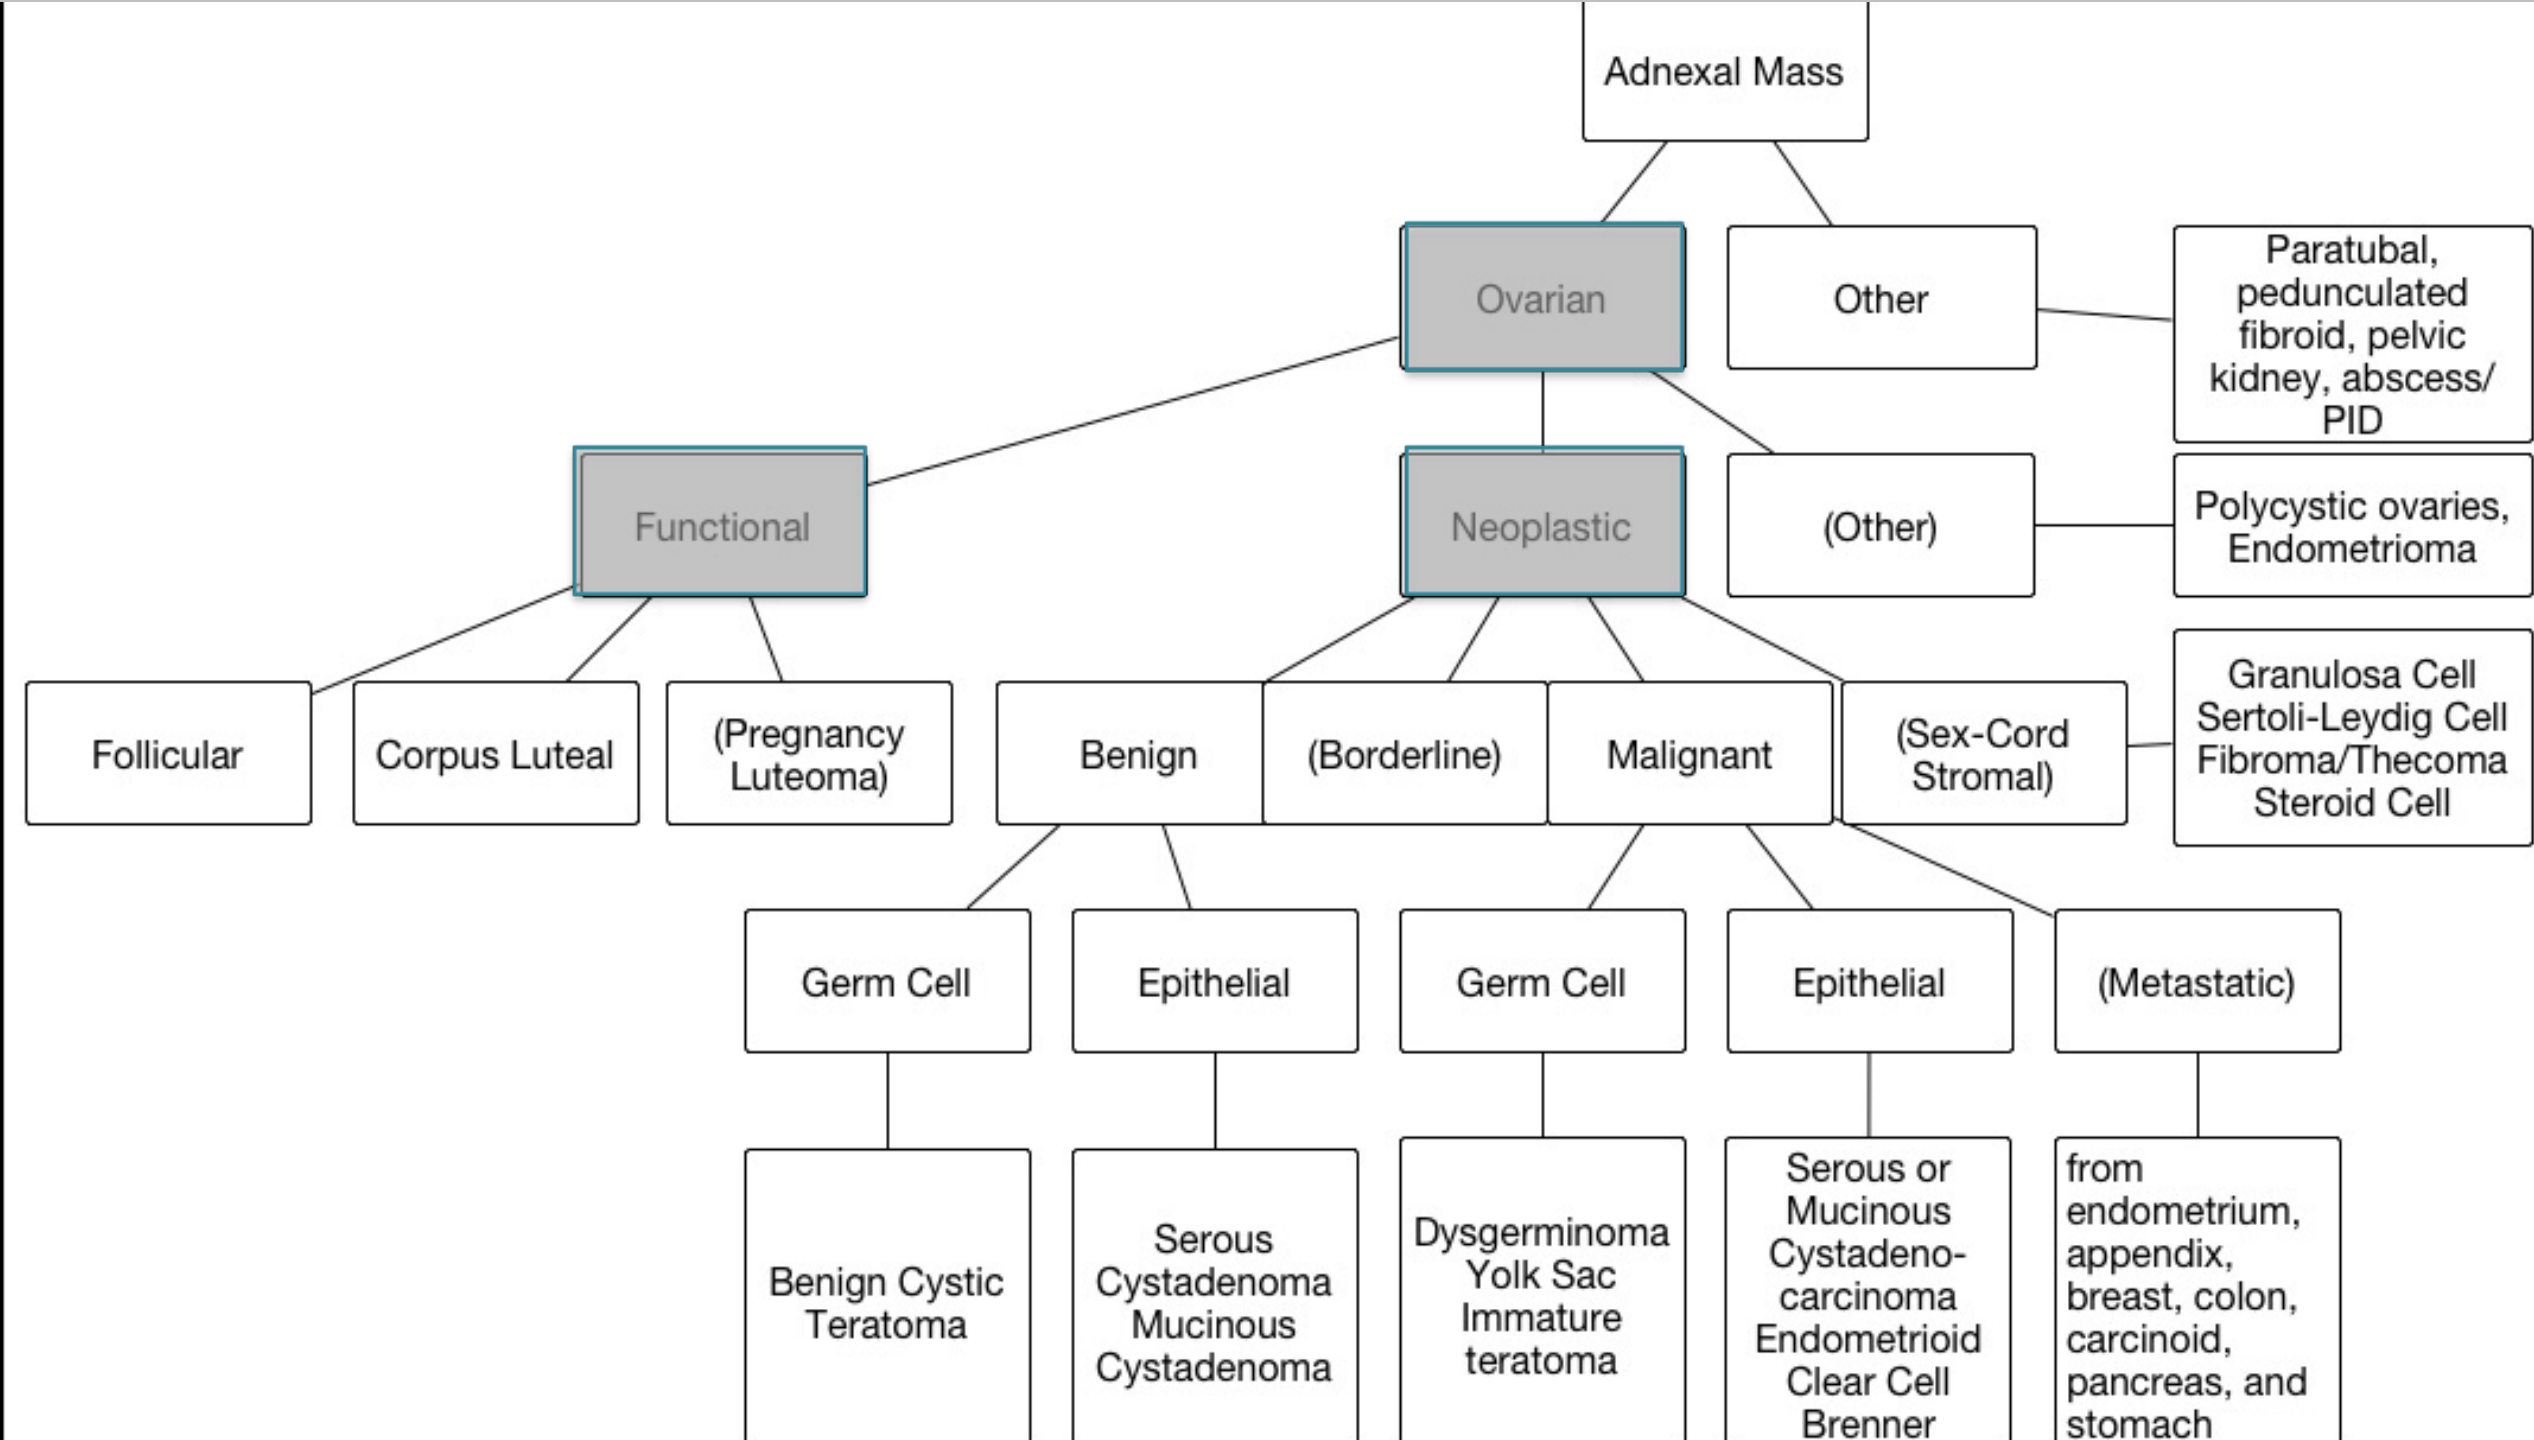 Adnexal Mass
Ovarian
Other
Paratubal,
pedunculated
fibroid, pelvic
kidney, abscess/
PID
Functional
Neoplastic
(Other)
Polycystic ovaries,
Endometrioma
Follicular
Corpus Luteal
(Pregnancy
Luteoma)
Benign
(Borderline)
Malignant
(Sex-Cord
Stromal)
Granulosa Cell
Sertoli-Leydig Cell
Fibroma/Thecoma
Steroid Cell
Germ Cell
Epithelial
Germ Cell
Epithelial
(Metastatic)
Benign Cystic
Teratoma
Serous
Cystadenoma
Mucinous
Cystadenoma
Dysgerminoma
Yolk Sac
Immature
teratoma
Serous or
Mucinous
Cystadeno-
carcinoma
Endometrioid
Clear Cell
Brenner
from
endometrium,
appendix,
breast, colon,
carcinoid,
pancreas, and
stomach